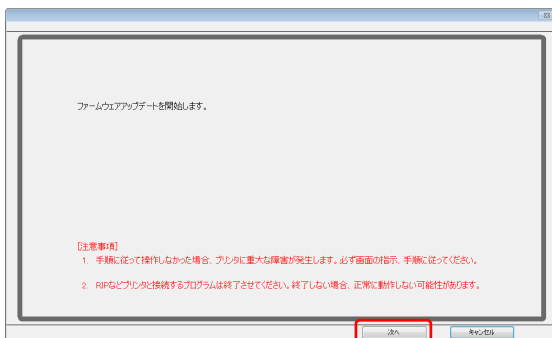 ファームウェアアップデートを開始します。
[注意事項]
1. 手順に従って操作しなかった場合、プリンタに重大な障害が発生します。必ず画面の指示、手順に従ってください。
2. RIPなどプリンタと接続するプログラムは終了させてください。終了しない場合、正常に動作しない可能性があります。
次へ
キャンセル